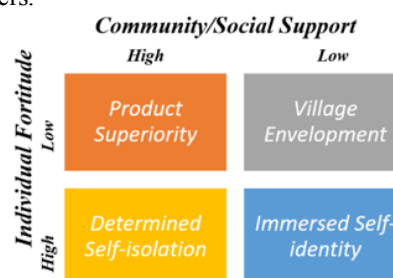 ers.
Community/Social Support
High
Low
Individual Fortitude
Low
High
Product
Superiority
Village
Envelopment
Determined
Self-isolation
Immersed Self-
identity